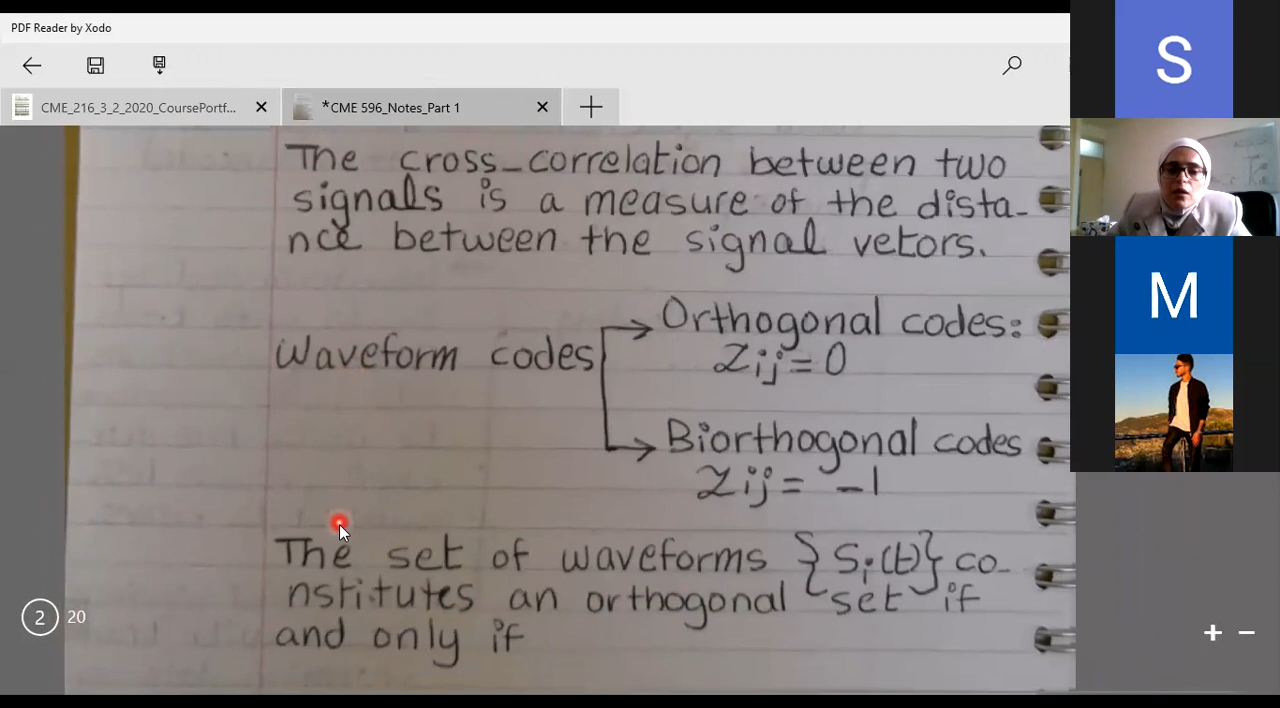 PDF Reader by Xodo
CME_216_3_2_2020_CoursePortf...
*CME 596_Notes_Part 1
The cross_correlation between two
signals is a measure of the dista-
nce between the signal vetors.
Waveform codes
Orthogonal codes:
Zij = 0
Biorthogonal codes
Zij = -1
The set of waveforms {Si(t)} co-
nstitutes an orthogonal set if
and only if
2 20
S
M